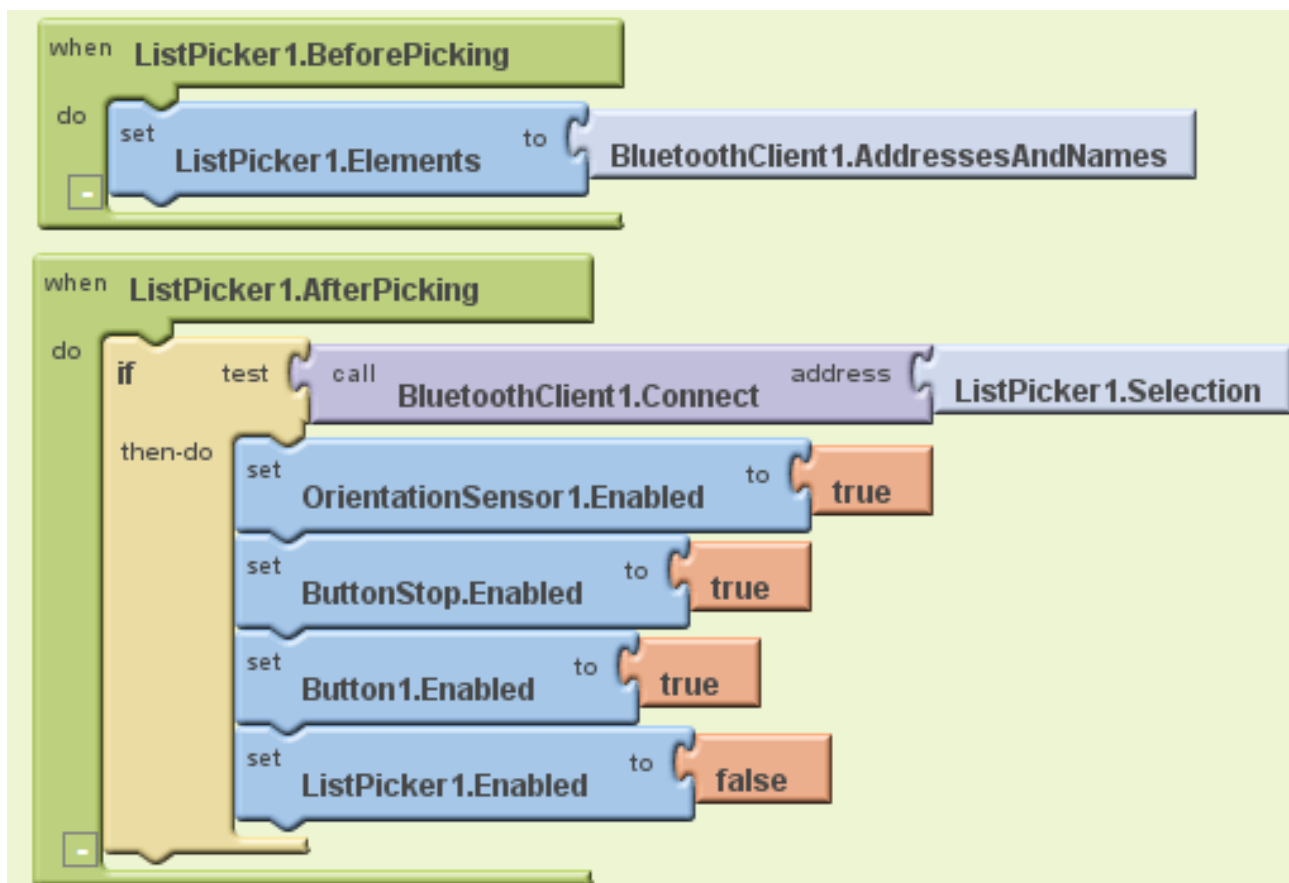 when ListPicker1.BeforePicking
do set ListPicker1.Elements to BluetoothClient1.AddressesAndNames
when ListPicker1.AfterPicking
do if test call BluetoothClient1.Connect address ListPicker1.Selection
then-do set OrientationSensor1.Enabled to true
set ButtonStop.Enabled to true
set Button1.Enabled to true
set ListPicker1.Enabled to false